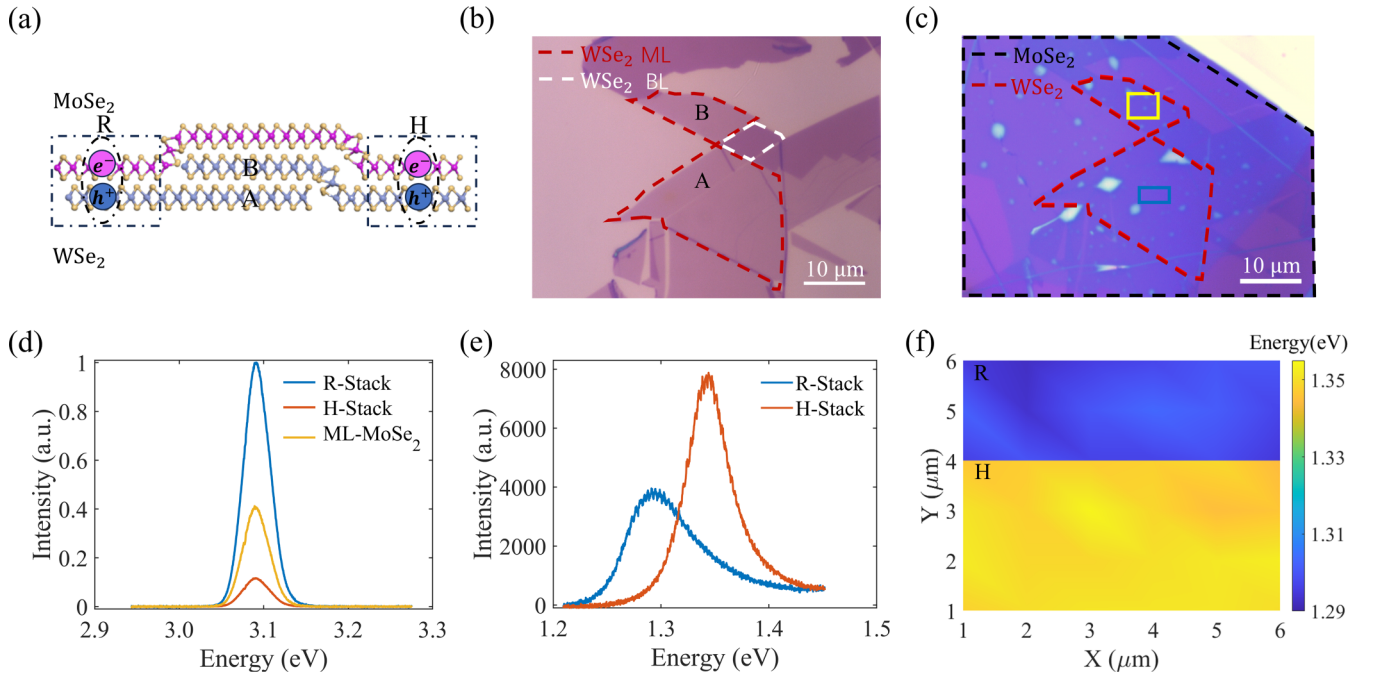 (a)
MoSe₂
R
H
e⁻
e⁻
B
h⁺
A
h⁺
WSe₂
(b)
WSe₂ ML
WSe₂ BL
B
A
10 μm
(c)
MoSe₂
WSe₂
10 μm
(d)
1
0.8
0.6
0.4
0.2
0
2.9
3.0
3.1
3.2
3.3
Intensity (a.u.)
Energy (eV)
R-Stack
H-Stack
ML-MoSe₂
(e)
8000
6000
4000
2000
0
1.2
1.3
1.4
1.5
Intensity (a.u.)
Energy (eV)
R-Stack
H-Stack
(f)
Energy(eV)
R
H
6
5
4
3
2
1
Y (μm)
1
2
3
4
5
6
X (μm)
1.35
1.33
1.31
1.29